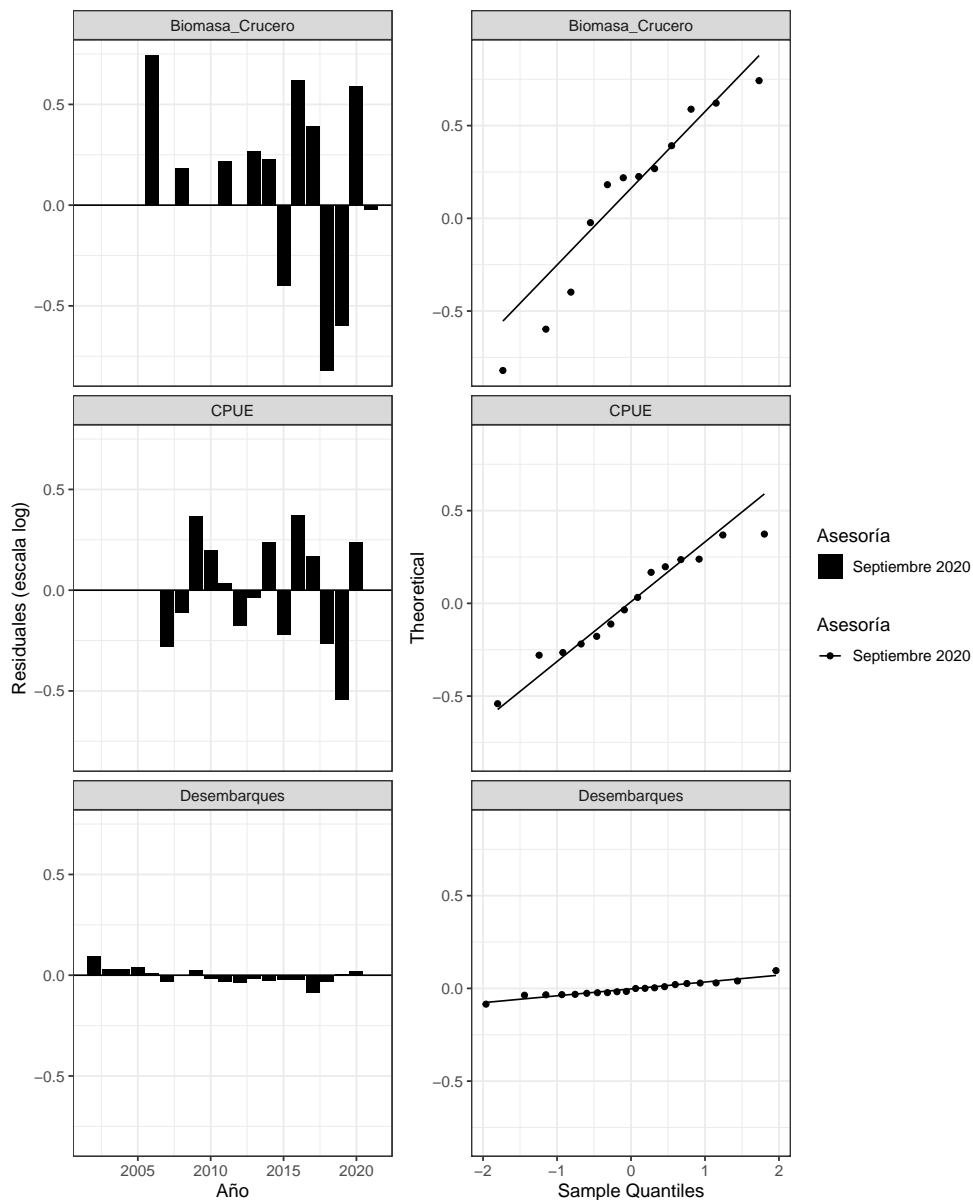 Biomasa_Crucero
Biomasa_Crucero
0.5
0.0
−0.5
0.5
0.0
−0.5
CPUE
CPUE
0.5
0.0
−0.5
0.5
0.0
−0.5
Residuales (escala log)
Theoretical
Asesoría
Septiembre 2020
Asesoría
Septiembre 2020
Desembarques
Desembarques
0.5
0.0
−0.5
0.5
0.0
−0.5
2005 2010 2015 2020
−2 −1 0 1 2
Año
Sample Quantiles